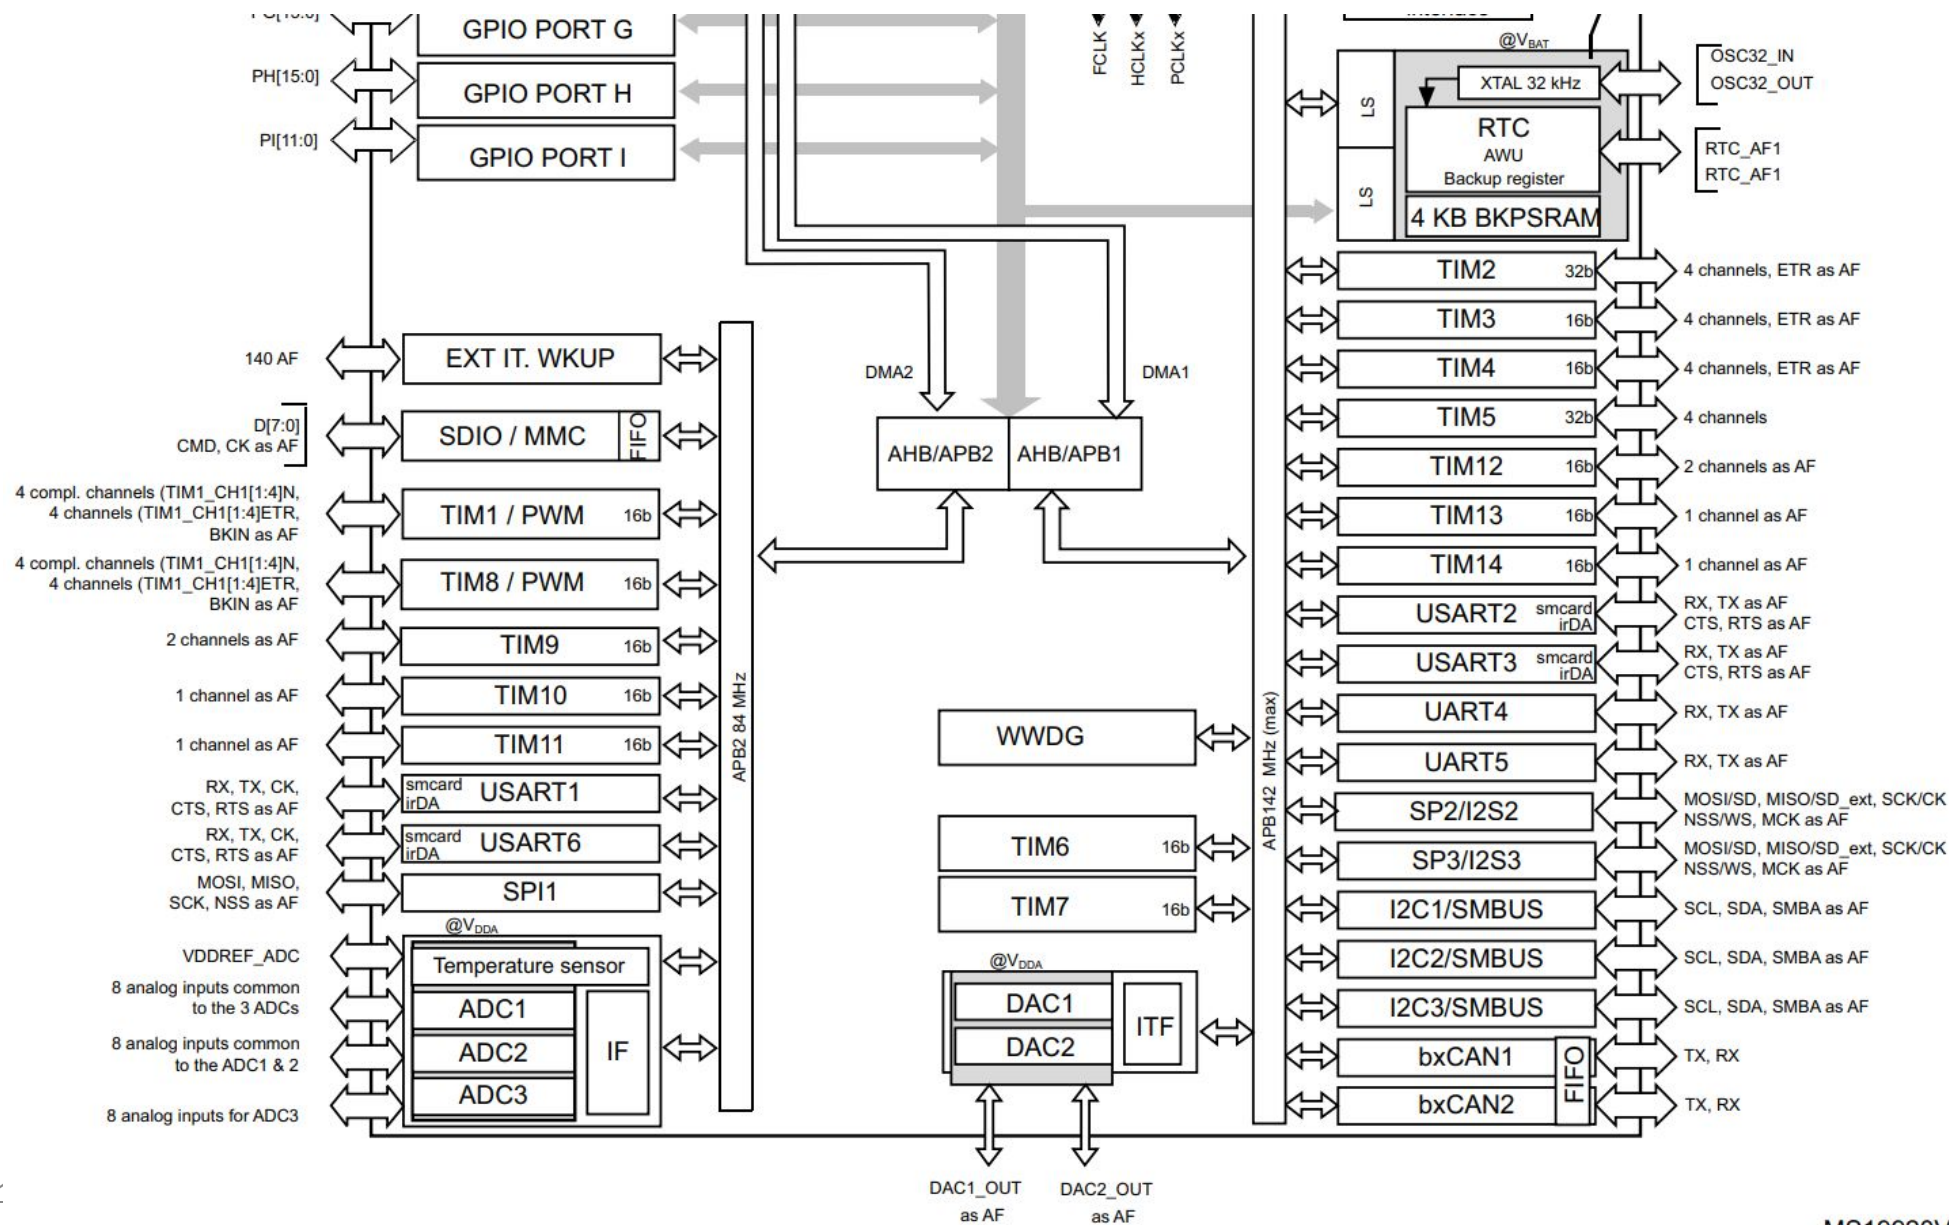 GPIO PORT G
PH[15:0]
GPIO PORT H
PI[11:0]
GPIO PORT I
FCLK
HCLKx
PCLKx
@VBAT
LS
LS
XTAL 32 kHz
RTC
AWU
Backup register
4 KB BKPSRAM
OSC32_IN
OSC32_OUT
RTC_AF1
RTC_AF1
140 AF
EXT IT. WKUP
D[7:0]
CMD, CK as AF
SDIO / MMC
FIFO
4 compl. channels (TIM1_CH1[1:4]N,
4 channels (TIM1_CH1[1:4]ETR,
BKIN as AF
TIM1 / PWM 16b
4 compl. channels (TIM1_CH1[1:4]N,
4 channels (TIM1_CH1[1:4]ETR,
BKIN as AF
TIM8 / PWM 16b
2 channels as AF
TIM9 16b
1 channel as AF
TIM10 16b
1 channel as AF
TIM11 16b
RX, TX, CK,
CTS, RTS as AF
smcard
irDA
USART1
RX, TX, CK,
CTS, RTS as AF
smcard
irDA
USART6
MOSI, MISO,
SCK, NSS as AF
SPI1
@VDDA
VDDREF_ADC
Temperature sensor
8 analog inputs common
to the 3 ADCs
ADC1
8 analog inputs common
to the ADC1 & 2
ADC2
8 analog inputs for ADC3
ADC3
IF
APB2 84 MHz
DMA2
DMA1
AHB/APB2
AHB/APB1
WWDG
TIM6 16b
TIM7 16b
@VDDA
DAC1
DAC2
ITF
DAC1_OUT
as AF
DAC2_OUT
as AF
APB142 MHz (max)
TIM2 32b
4 channels, ETR as AF
TIM3 16b
4 channels, ETR as AF
TIM4 16b
4 channels, ETR as AF
TIM5 32b
4 channels
TIM12 16b
2 channels as AF
TIM13 16b
1 channel as AF
TIM14 16b
1 channel as AF
USART2
smcard
irDA
RX, TX as AF
CTS, RTS as AF
USART3
smcard
irDA
RX, TX as AF
CTS, RTS as AF
UART4
RX, TX as AF
UART5
RX, TX as AF
SP2/I2S2
MOSI/SD, MISO/SD_ext, SCK/CK
NSS/WS, MCK as AF
SP3/I2S3
MOSI/SD, MISO/SD_ext, SCK/CK
NSS/WS, MCK as AF
I2C1/SMBUS
SCL, SDA, SMBA as AF
I2C2/SMBUS
SCL, SDA, SMBA as AF
I2C3/SMBUS
SCL, SDA, SMBA as AF
bxCAN1
TX, RX
bxCAN2
TX, RX
FIFO